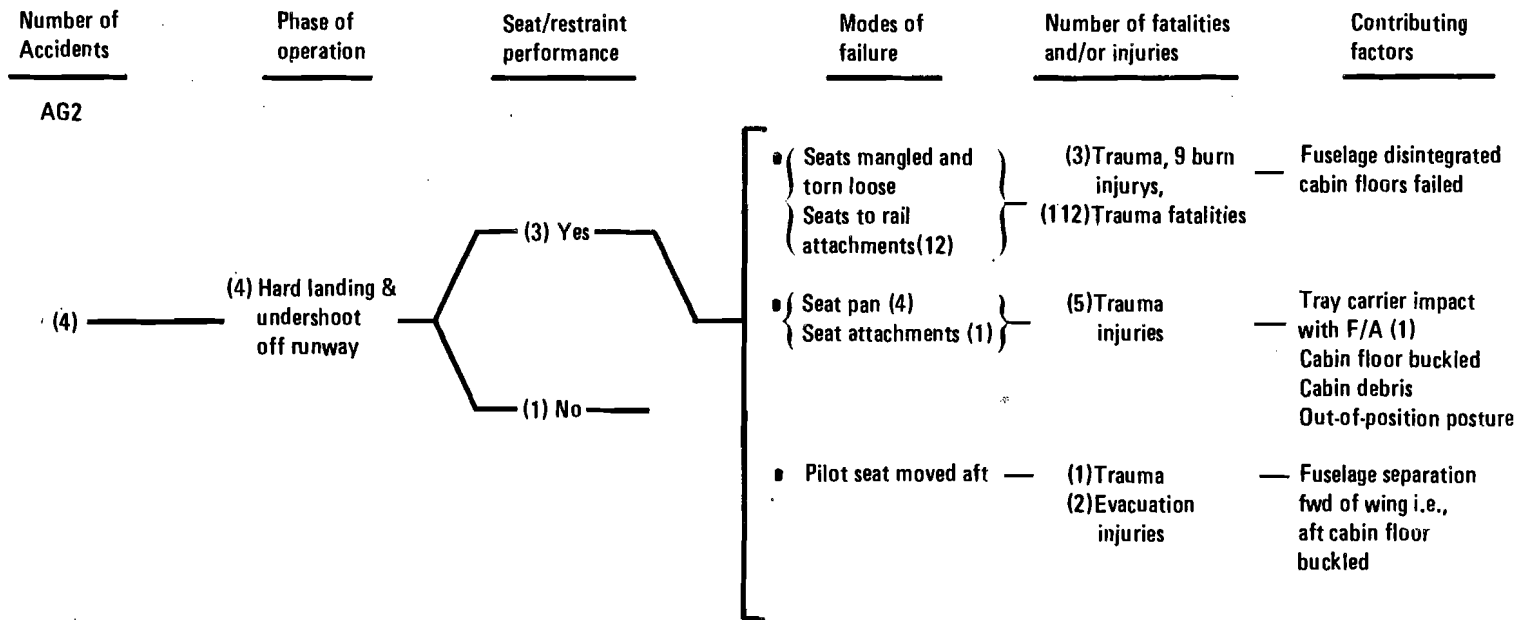 Number of Accidents
Phase of operation
Seat/restraint performance
Modes of failure
Number of fatalities and/or injuries
Contributing factors
AG2
(4)
(4) Hard landing &
undershoot
off runway
(3) Yes
(1) No
Seats mangled and
torn loose
Seats to rail
attachments(12)
(3)Trauma, 9 burn
injurys,
(112)Trauma fatalities
Fuselage disintegrated
cabin floors failed
Seat pan (4)
Seat attachments (1)
(5)Trauma
injuries
Tray carrier impact
with F/A (1)
Cabin floor buckled
Cabin debris
Out-of-position posture
Pilot seat moved aft
(1)Trauma
(2)Evacuation
injuries
Fuselage separation
fwd of wing i.e.,
aft cabin floor
buckled